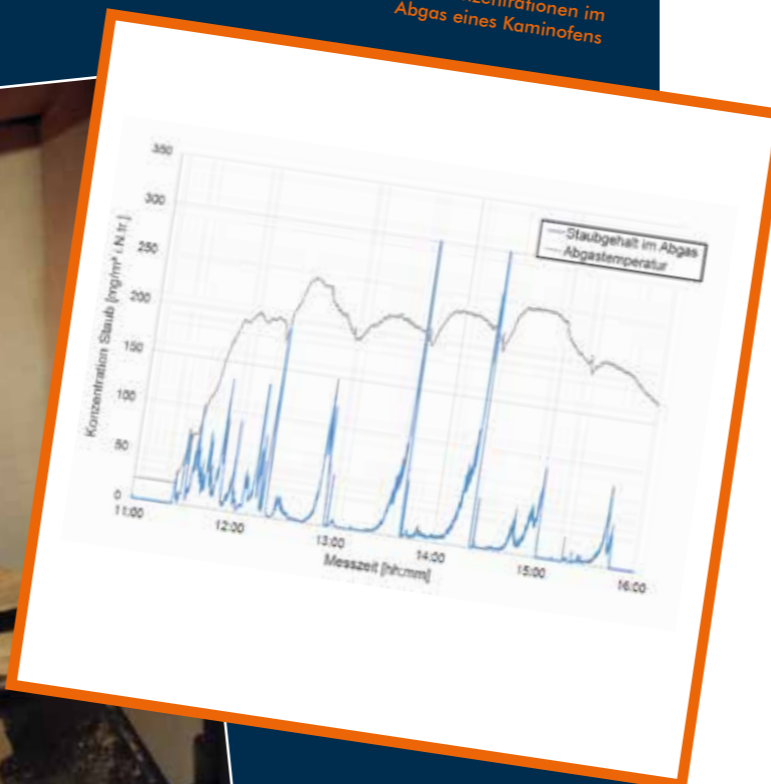 Abgas eines Kaminofens
Konzentration Staub [mg/m³ i.N.tr.]
350
300
250
200
150
100
50
0
Staubgehalt im Abgas
Abgastemperatur
11:00
12:00
13:00
14:00
15:00
16:00
Messzeit [hh:mm]